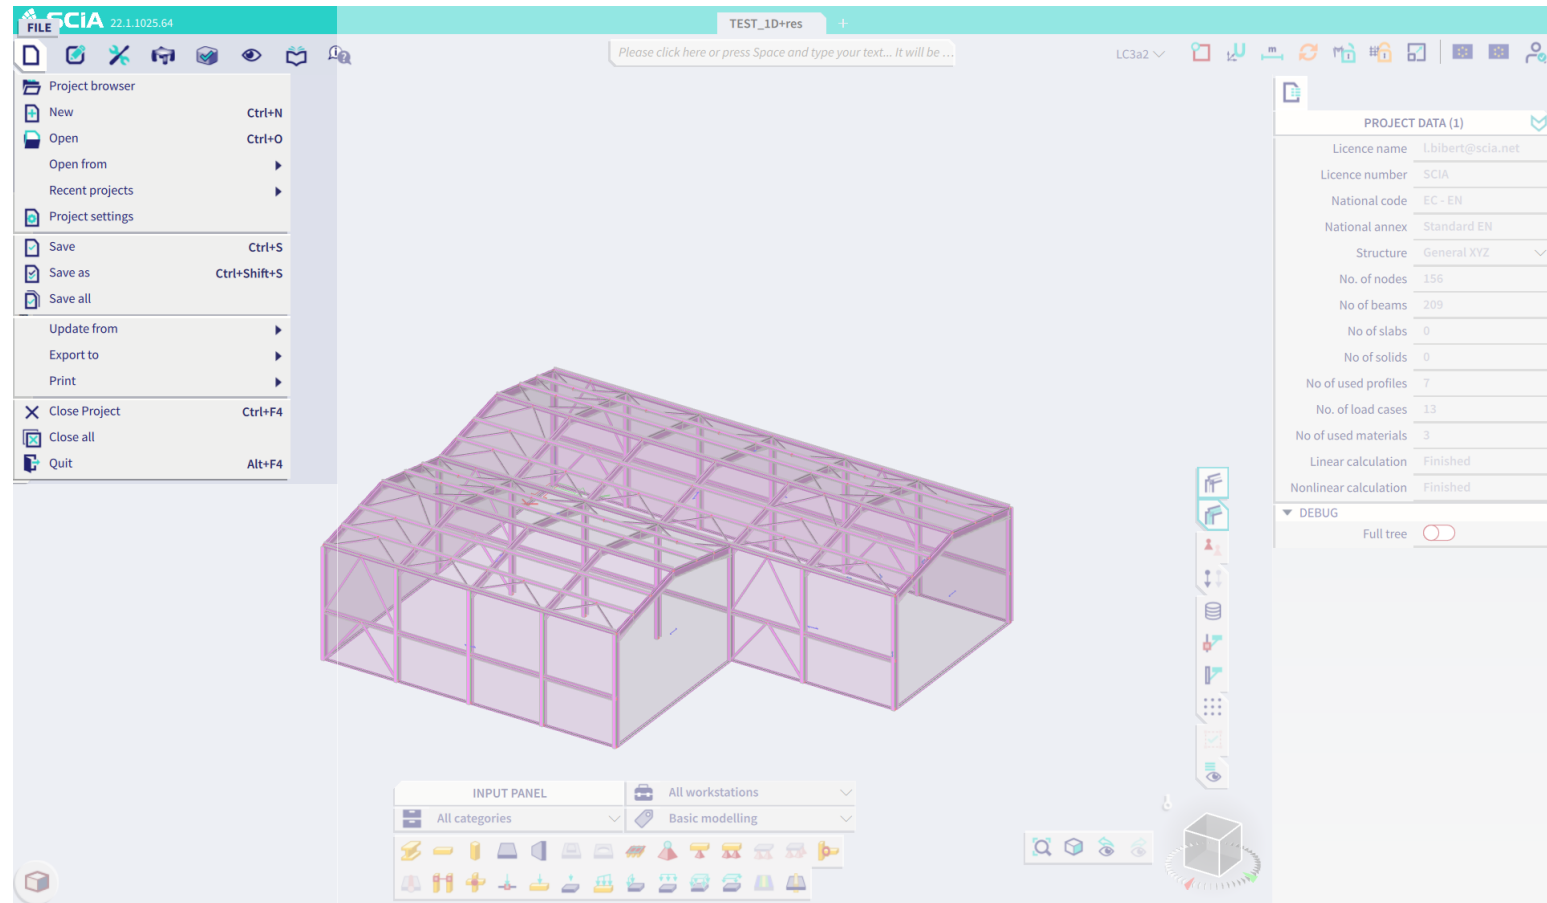 SCiA 22.1.1025.64
FILE
TEST_1D+res
+
Please click here or press Space and type your text... It will be ...
LC3a2
Project browser
New Ctrl+N
Open Ctrl+O
Open from
Recent projects
Project settings
Save Ctrl+S
Save as Ctrl+Shift+S
Save all
Update from
Export to
Print
Close Project Ctrl+F4
Close all
Quit Alt+F4
PROJECT DATA (1)
Licence name l.bibert@scia.net
Licence number SCIA
National code EC - EN
National annex Standard EN
Structure General XYZ
No. of nodes 156
No of beams 209
No of slabs 0
No of solids 0
No of used profiles 7
No. of load cases 13
No of used materials 3
Linear calculation Finished
Nonlinear calculation Finished
DEBUG
Full tree
INPUT PANEL
All workstations
All categories
Basic modelling